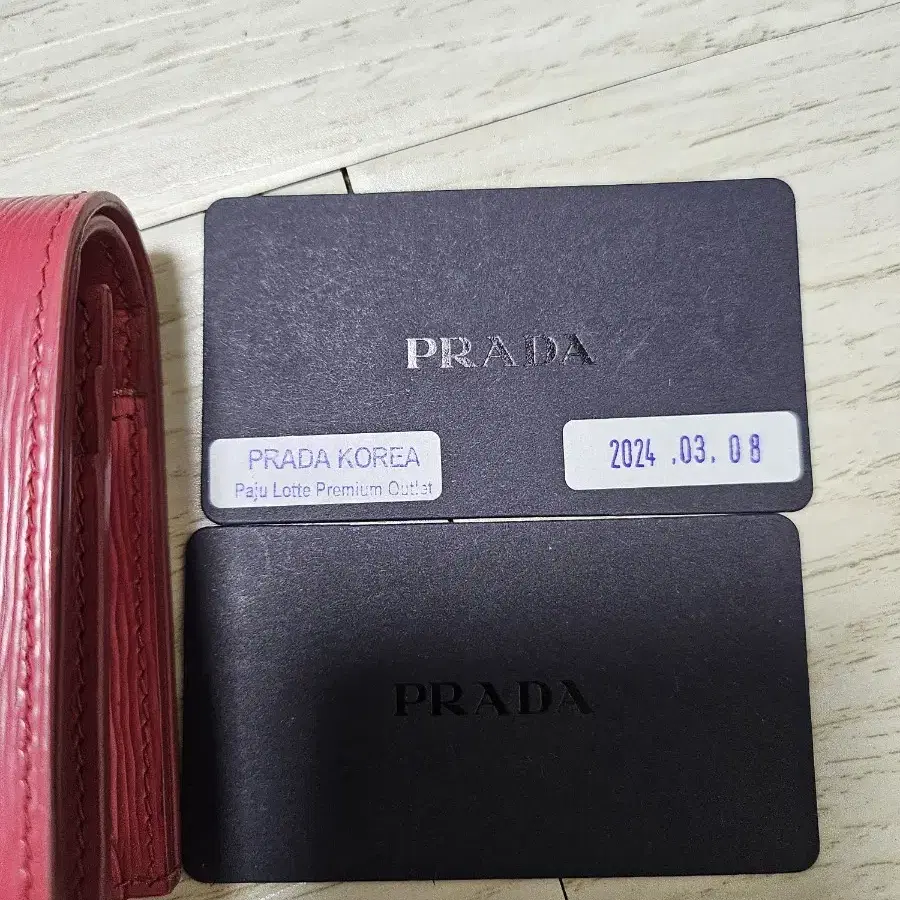 PRADA
PRADA KOREA
Paju Lotte Premium Outlet
2024 .03. 08
PRADA